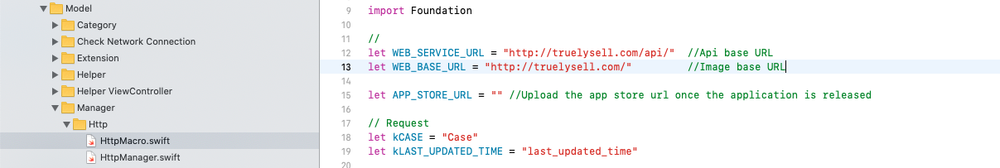 Model
Category
Check Network Connection
Extension
Helper
Helper ViewController
Manager
Http
HttpMacro.swift
HttpManager.swift
9 import Foundation
10
11 //
12 let WEB_SERVICE_URL = "http://truelysell.com/api/" //Api base URL
13 let WEB_BASE_URL = "http://truelysell.com/" //Image base URL
14
15 let APP_STORE_URL = "" //Upload the app store url once the application is released
16
17 // Request
18 let kCASE = "Case"
19 let kLAST_UPDATED_TIME = "last_updated_time"
20